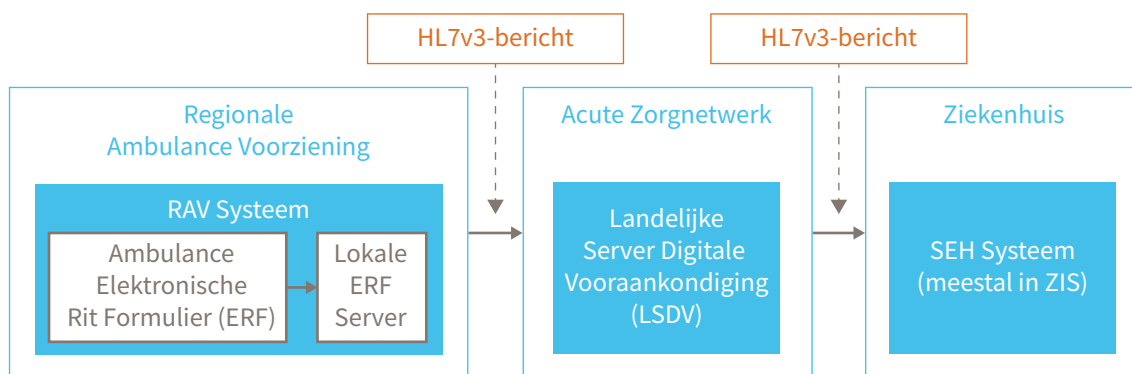 HL7v3-bericht
HL7v3-bericht
Regionale
Ambulance Voorziening
RAV Systeem
Ambulance
Elektronische
Rit Formulier (ERF)
Lokale
ERF
Server
Acute Zorgnetwerk
Landelijke
Server Digitale
Vooraankondiging
(LSDV)
Ziekenhuis
SEH Systeem
(meestal in ZIS)